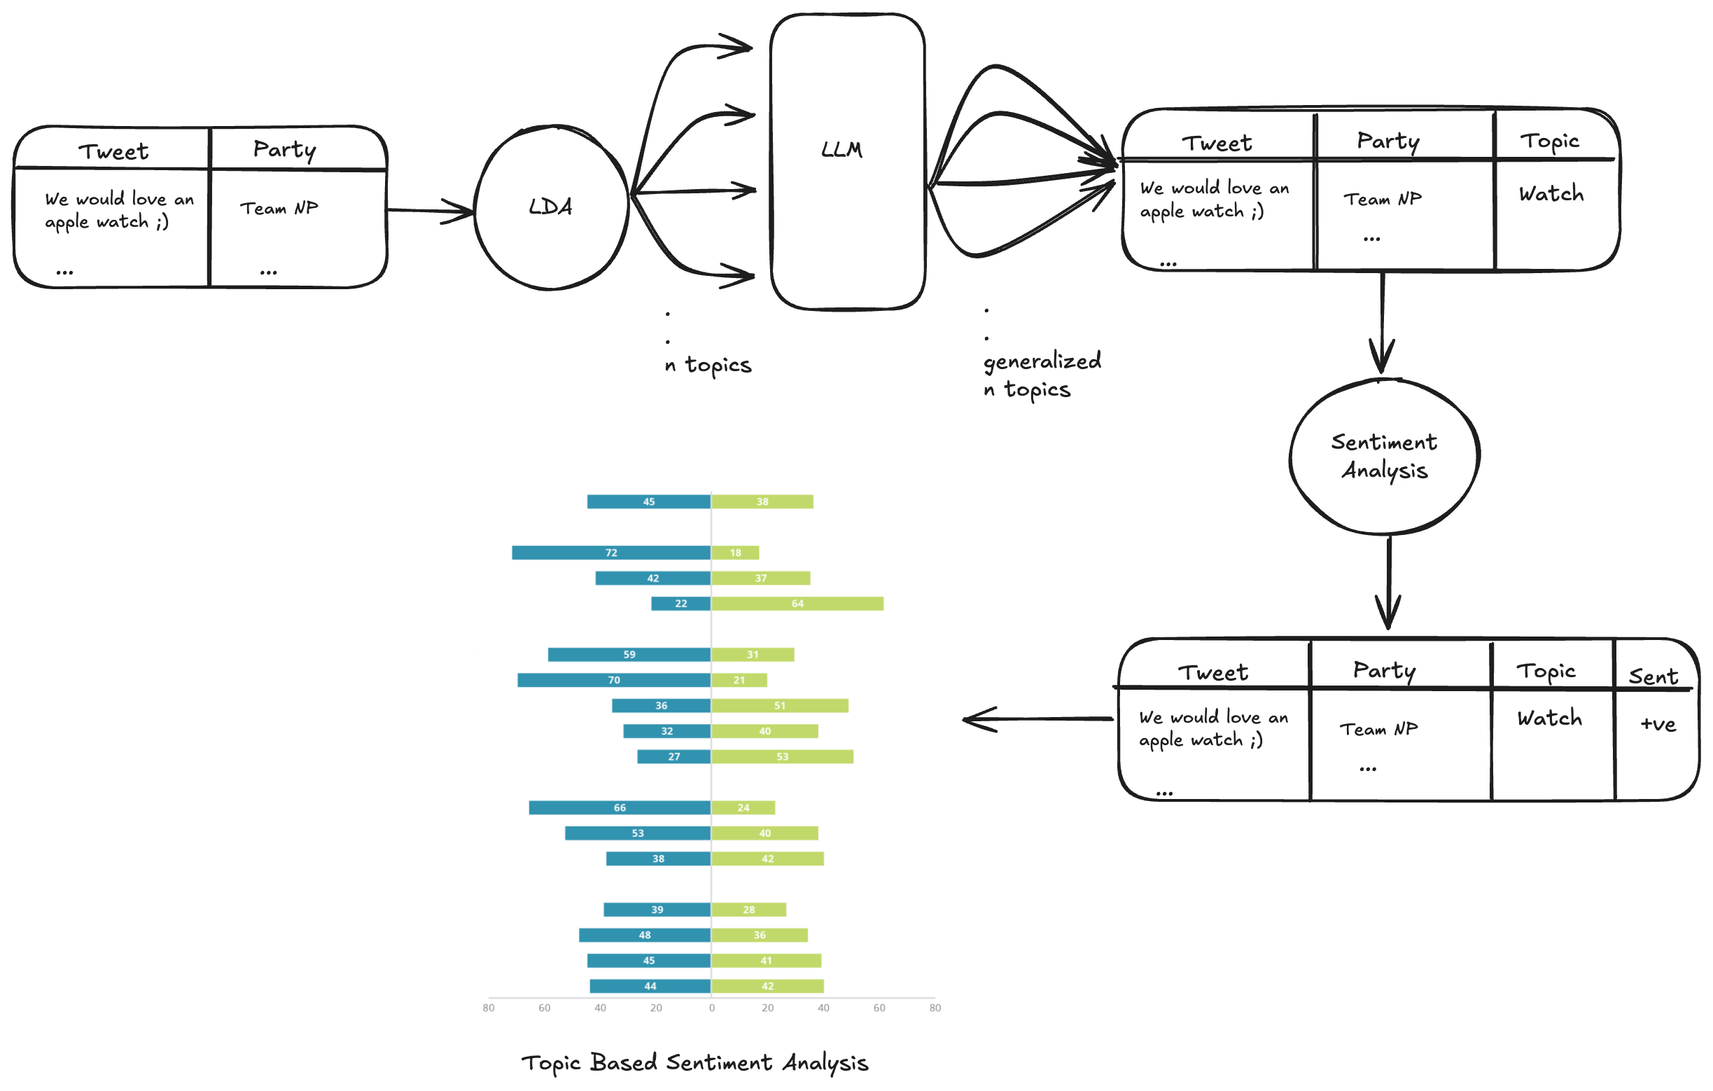 Tweet Party
We would love an
apple watch ;)
Team NP
... ...
LDA
.
.
n topics
LLM
.
.
generalized
n topics
Tweet Party Topic
We would love an
apple watch ;)
Team NP
Watch
...
...
Sentiment
Analysis
Tweet Party Topic Sent
We would love an
apple watch ;)
Team NP
Watch
+ve
...
...
45 38
72 18
42 37
22 64
59 31
70 21
36 51
32 40
27 53
66 24
53 40
38 42
39 28
48 36
45 41
44 42
80 60 40 20 0 20 40 60 80
Topic Based Sentiment Analysis